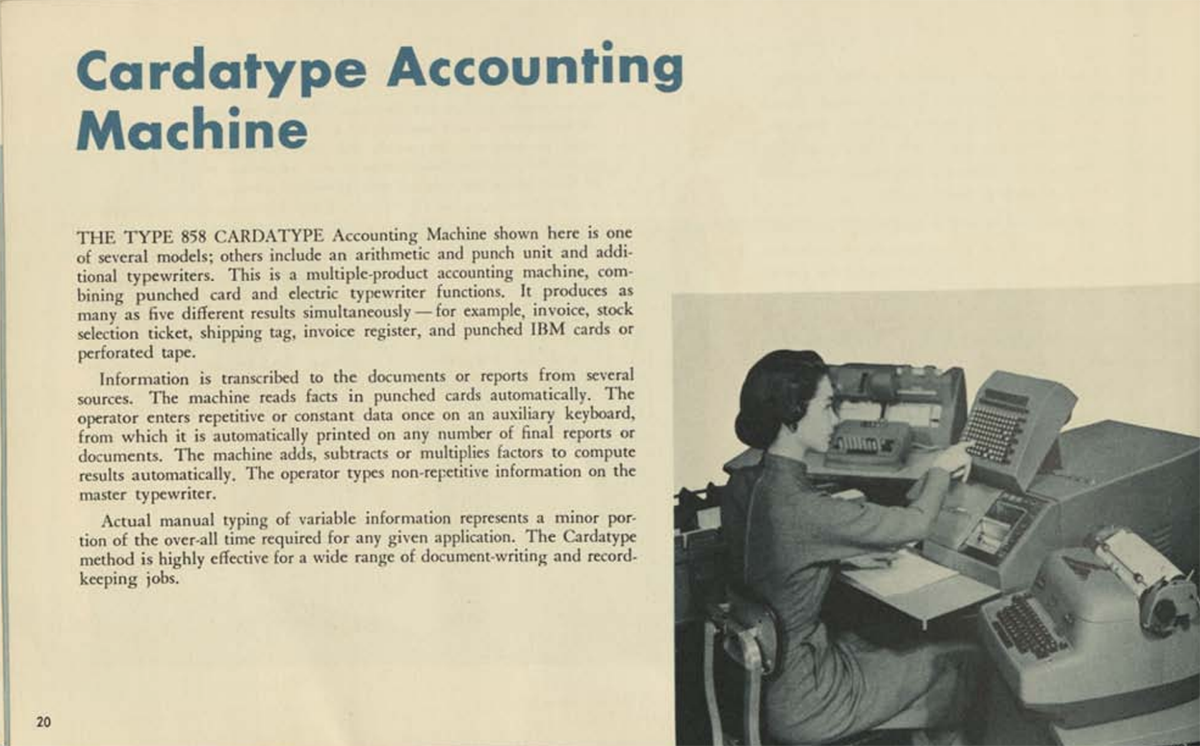 Cardatype Accounting
Machine
THE TYPE 858 CARDATYPE Accounting Machine shown here is one
of several models; others include an arithmetic and punch unit and addi-
tional typewriters. This is a multiple-product accounting machine, com-
bining punched card and electric typewriter functions. It produces as
many as five different results simultaneously — for example, invoice, stock
selection ticket, shipping tag, invoice register, and punched IBM cards or
perforated tape.
Information is transcribed to the documents or reports from several
sources. The machine reads facts in punched cards automatically. The
operator enters repetitive or constant data once on an auxiliary keyboard,
from which it is automatically printed on any number of final reports or
documents. The machine adds, subtracts or multiplies factors to compute
results automatically. The operator types non-repetitive information on the
master typewriter.
Actual manual typing of variable information represents a minor por-
tion of the over-all time required for any given application. The Cardatype
method is highly effective for a wide range of document-writing and record-
keeping jobs.
20